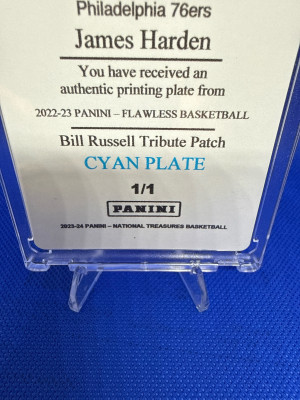 Philadelphia 76ers
James Harden
You have received an
authentic printing plate from
2022-23 PANINI – FLAWLESS BASKETBALL
Bill Russell Tribute Patch
CYAN PLATE
1/1
PANINI
2023-24 PANINI – NATIONAL TREASURES BASKETBALL